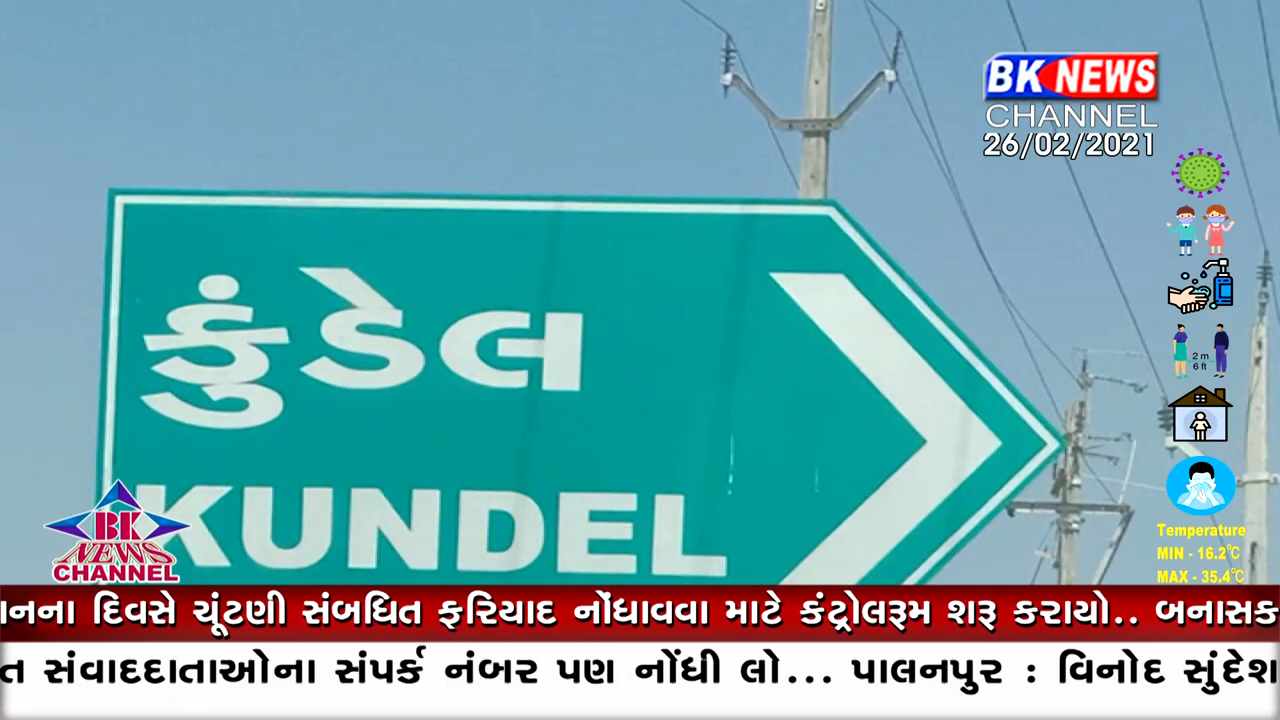 BK NEWS
CHANNEL
26/02/2021
કુંડેલ
KUNDEL
2 m
6 ft
BK
NEWS
CHANNEL
Temperature
MIN - 16.2℃
MAX - 35.4℃
દિવસે ચૂંટણી સંબધિત ફરિયાદ નોંધાવવા માટે કંટ્રોલરૂમ શરૂ કરાયો.. બનાસક
ત સંવાદદાતાઓના સંપર્ક નંબર પણ નોંધી લો... પાલનપુર : વિનોદ સુંદેશ